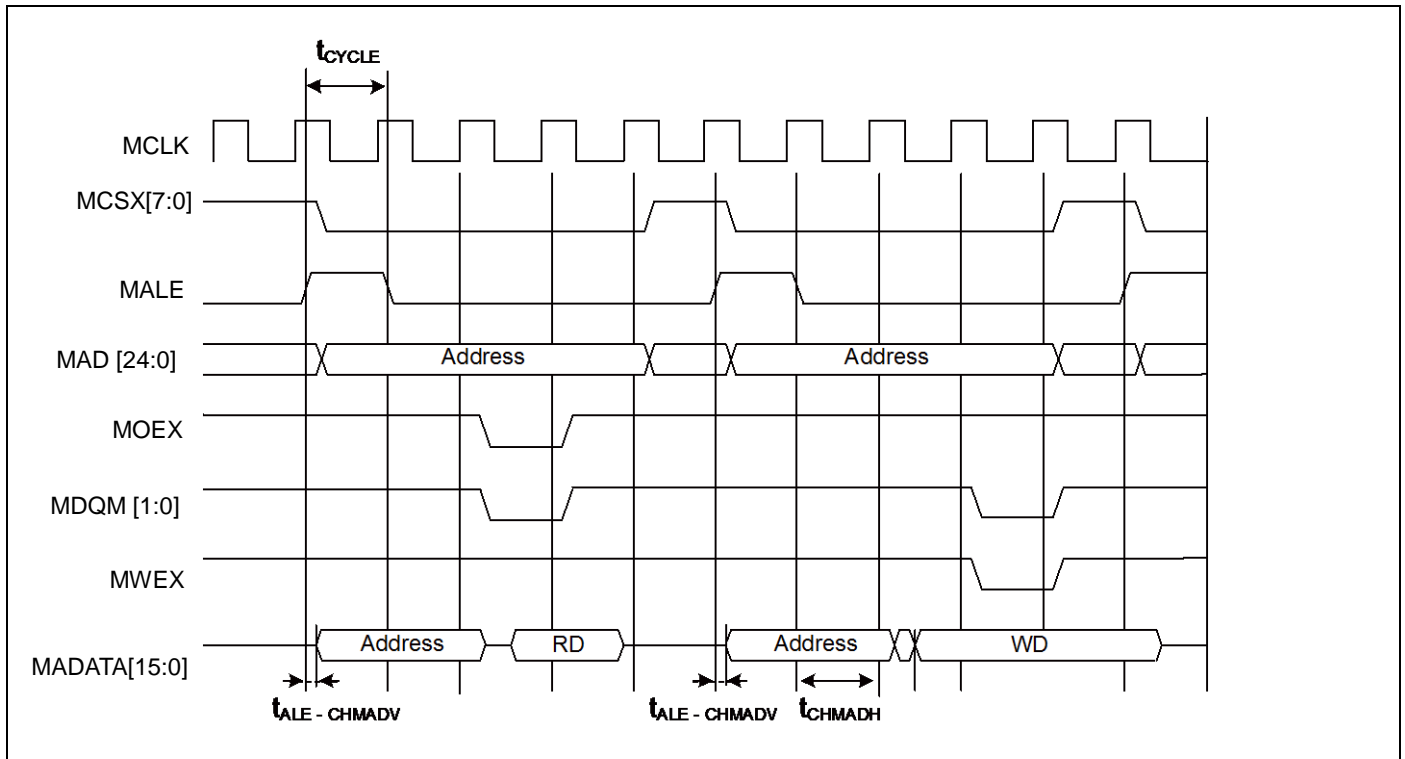 tCYCLE
MCLK
MCSX[7:0]
MALE
MAD [24:0] Address Address
MOEX
MDQM [1:0]
MWEX
MADATA[15:0] Address RD Address WD
tALE - CHMADV tALE - CHMADV tCHMADH